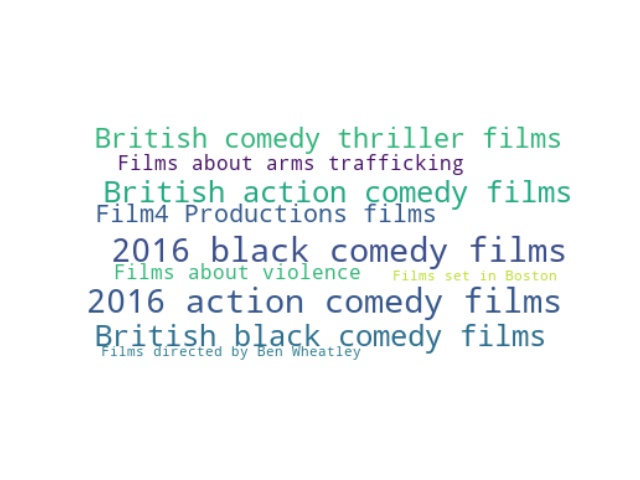 British comedy thriller films
Films about arms trafficking
British action comedy films
Film4 Productions films
2016 black comedy films
Films about violence
Films set in Boston
2016 action comedy films
British black comedy films
Films directed by Ben Wheatley